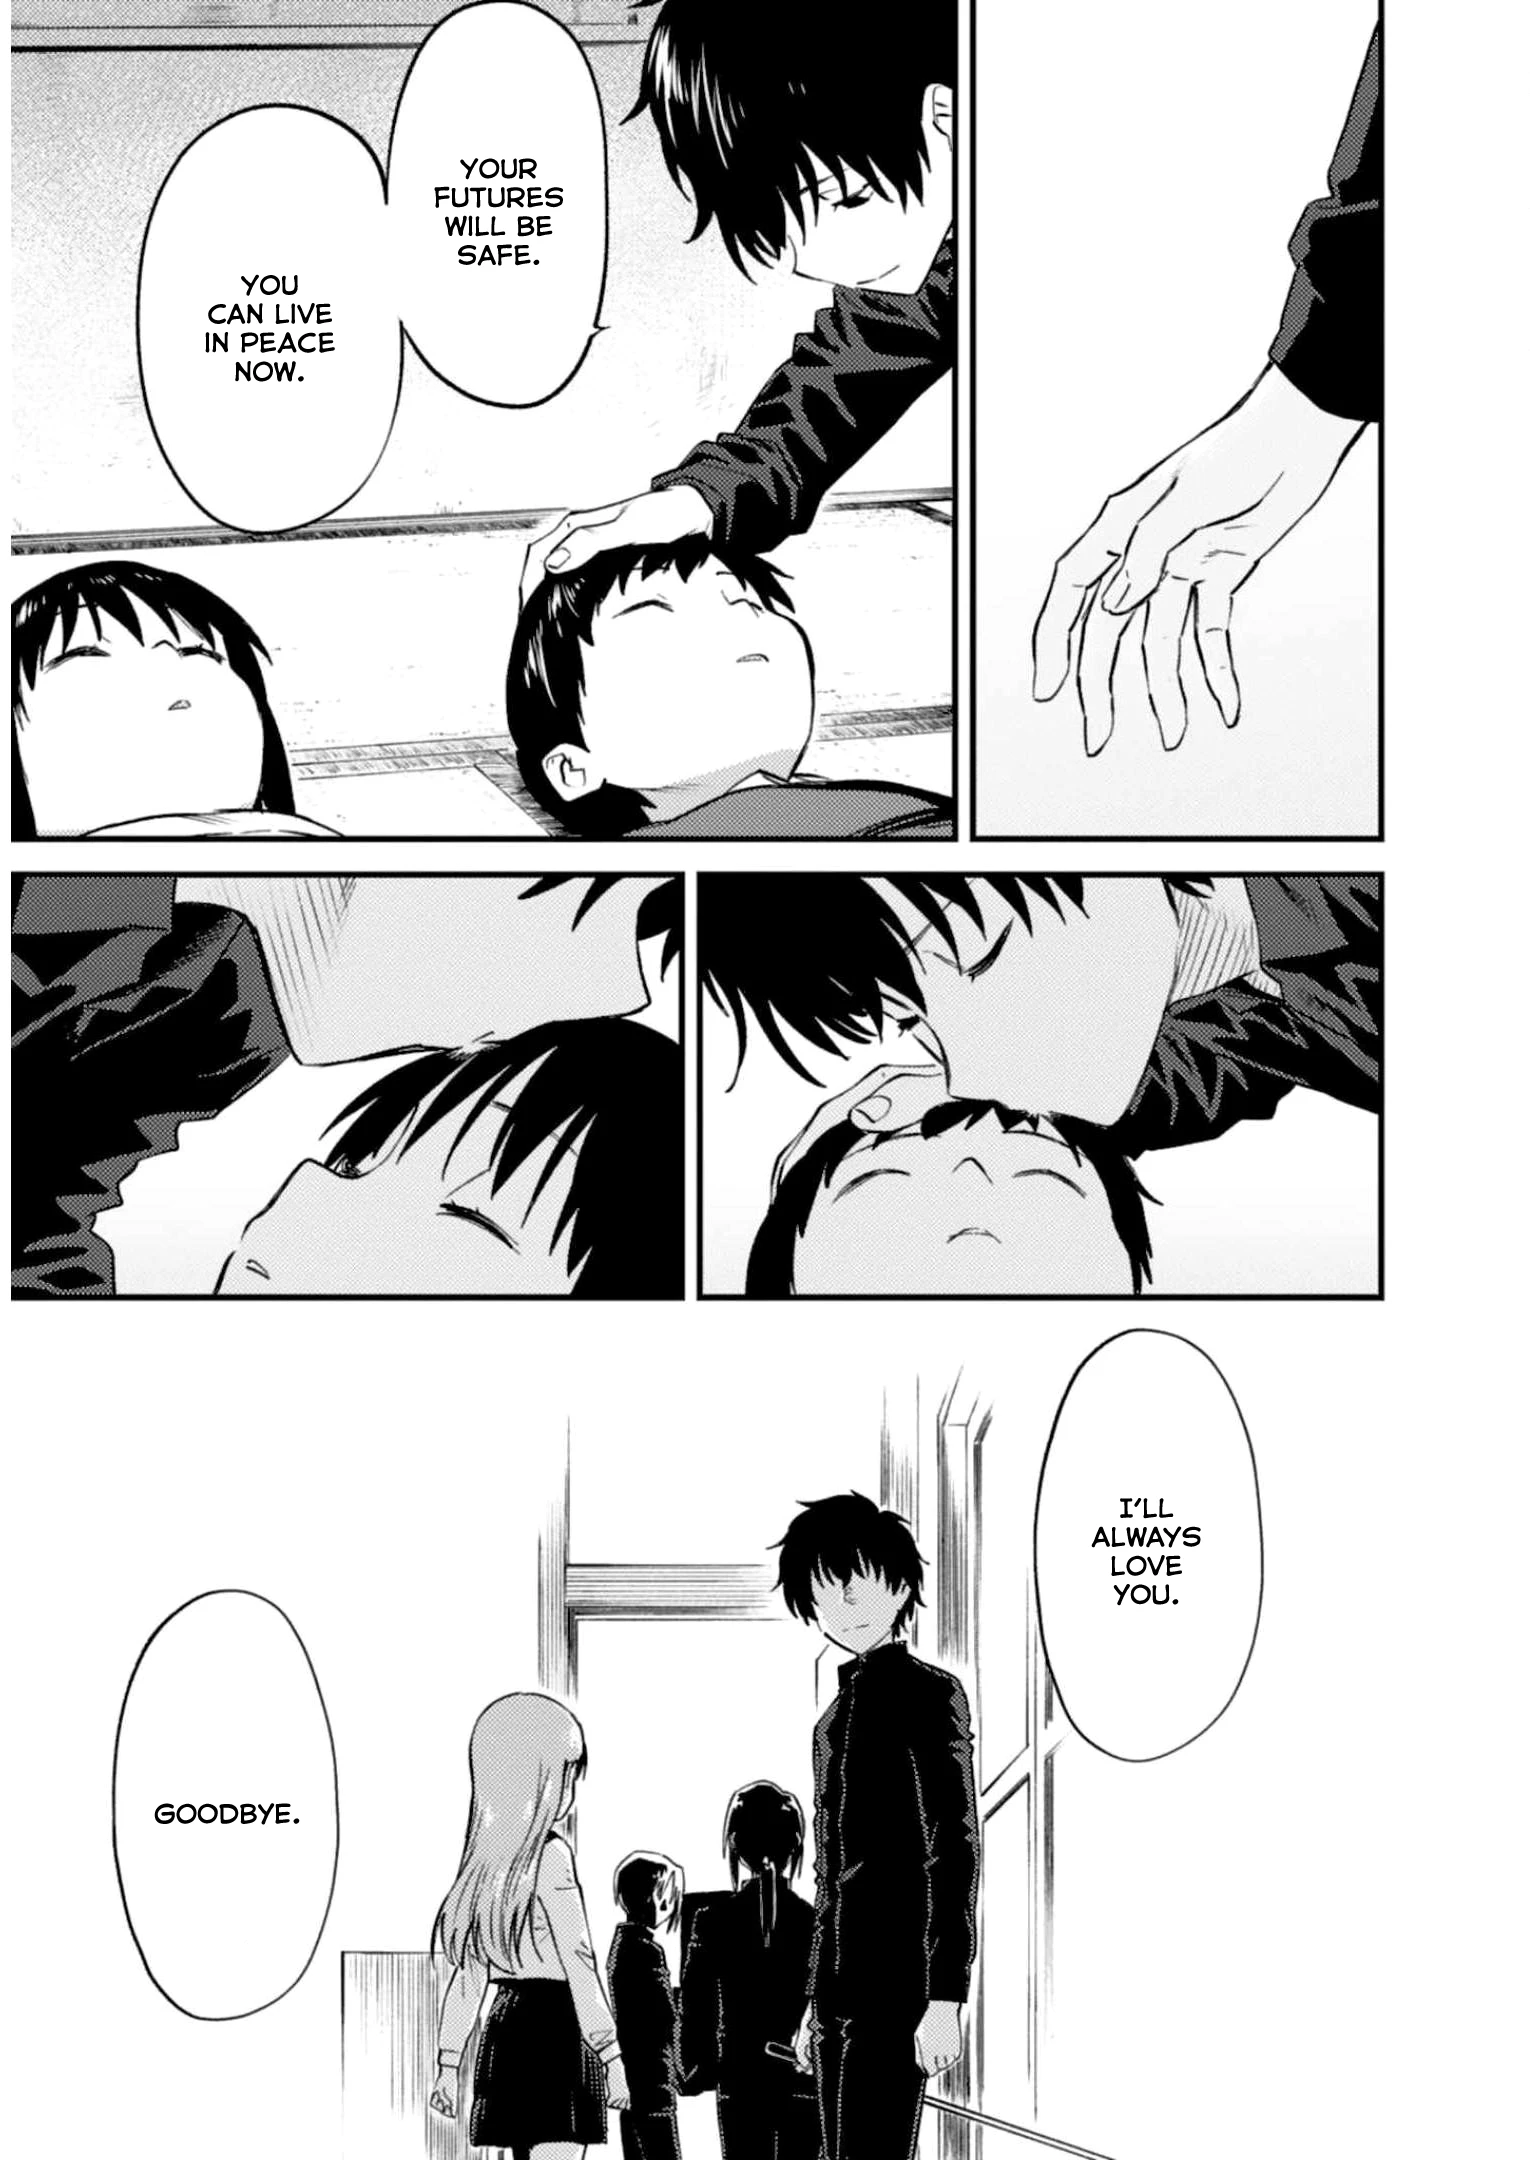 YOUR
FUTURES
WILL BE
SAFE.
YOU
CAN LIVE
IN PEACE
NOW.
I'LL
ALWAYS
LOVE
YOU.
GOODBYE.